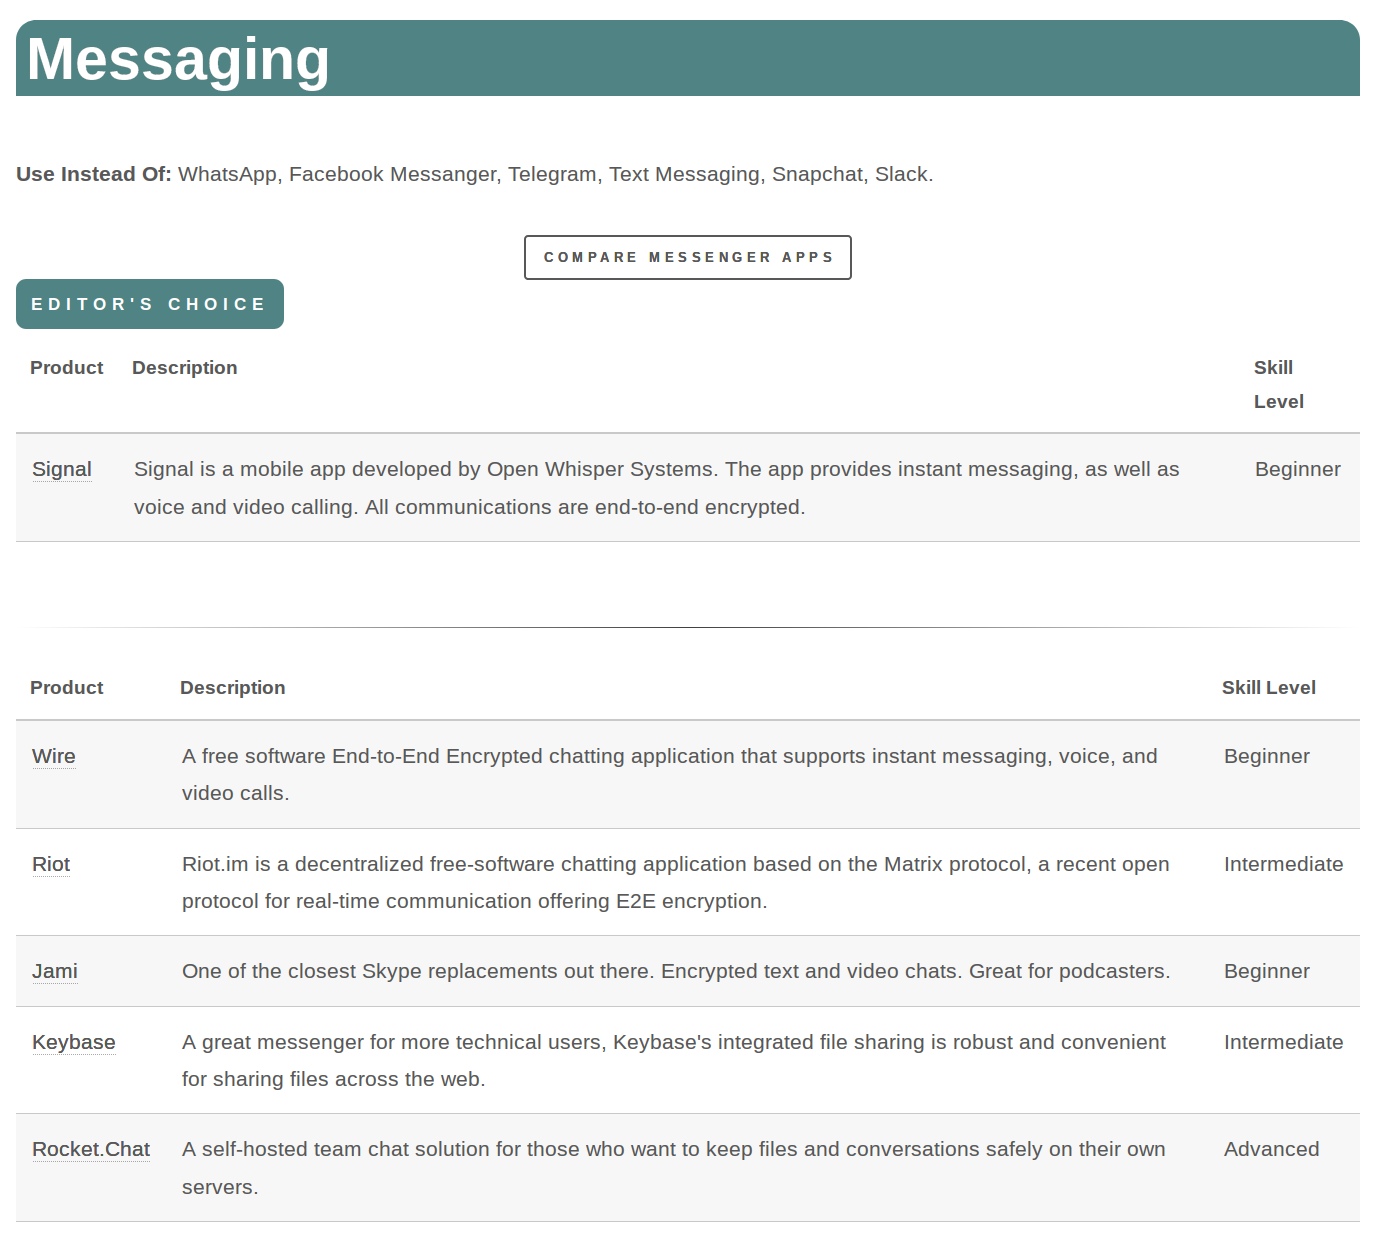 Messaging
Use Instead Of: WhatsApp, Facebook Messanger, Telegram, Text Messaging, Snapchat, Slack.
COMPARE MESSENGER APPS
EDITOR'S CHOICE
Product Description Skill
Level
Signal Signal is a mobile app developed by Open Whisper Systems. The app provides instant messaging, as well as Beginner
voice and video calling. All communications are end-to-end encrypted.
Product Description Skill Level
Wire A free software End-to-End Encrypted chatting application that supports instant messaging, voice, and Beginner
video calls.
Riot Riot.im is a decentralized free-software chatting application based on the Matrix protocol, a recent open Intermediate
protocol for real-time communication offering E2E encryption.
Jami One of the closest Skype replacements out there. Encrypted text and video chats. Great for podcasters. Beginner
Keybase A great messenger for more technical users, Keybase's integrated file sharing is robust and convenient Intermediate
for sharing files across the web.
Rocket.Chat A self-hosted team chat solution for those who want to keep files and conversations safely on their own Advanced
servers.